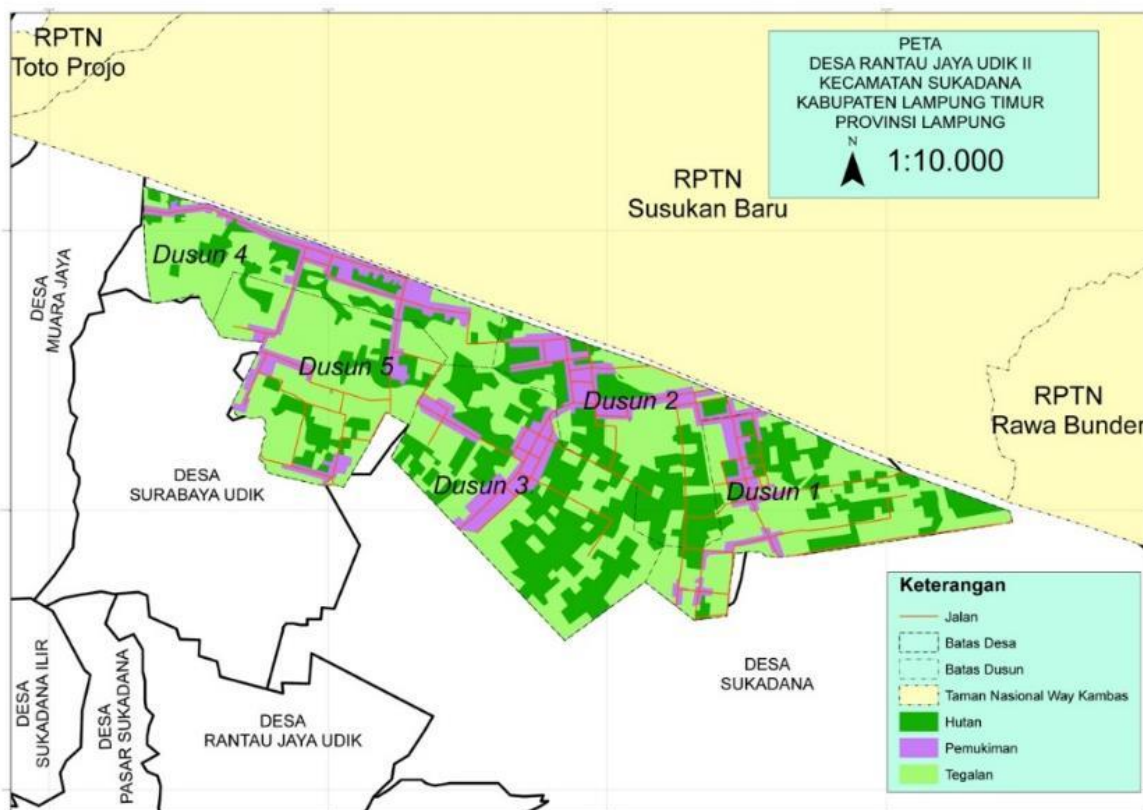 RPTN
Toto Projo
PETA
DESA RANTAU JAYA UDIK II
KECAMATAN SUKADANA
KABUPATEN LAMPUNG TIMUR
PROVINSI LAMPUNG
N
1:10.000
RPTN
Susukan Baru
RPTN
Rawa Bunder
Dusun 4
Dusun 5
Dusun 2
Dusun 3
Dusun 1
DESA
MUARA JAYA
DESA
SURABAYA UDIK
DESA
SUKADANA ILIR
DESA
PASAR SUKADANA
DESA
RANTAU JAYA UDIK
DESA
SUKADANA
Keterangan
Jalan
Batas Desa
Batas Dusun
Taman Nasional Way Kambas
Hutan
Pemukiman
Tegalan